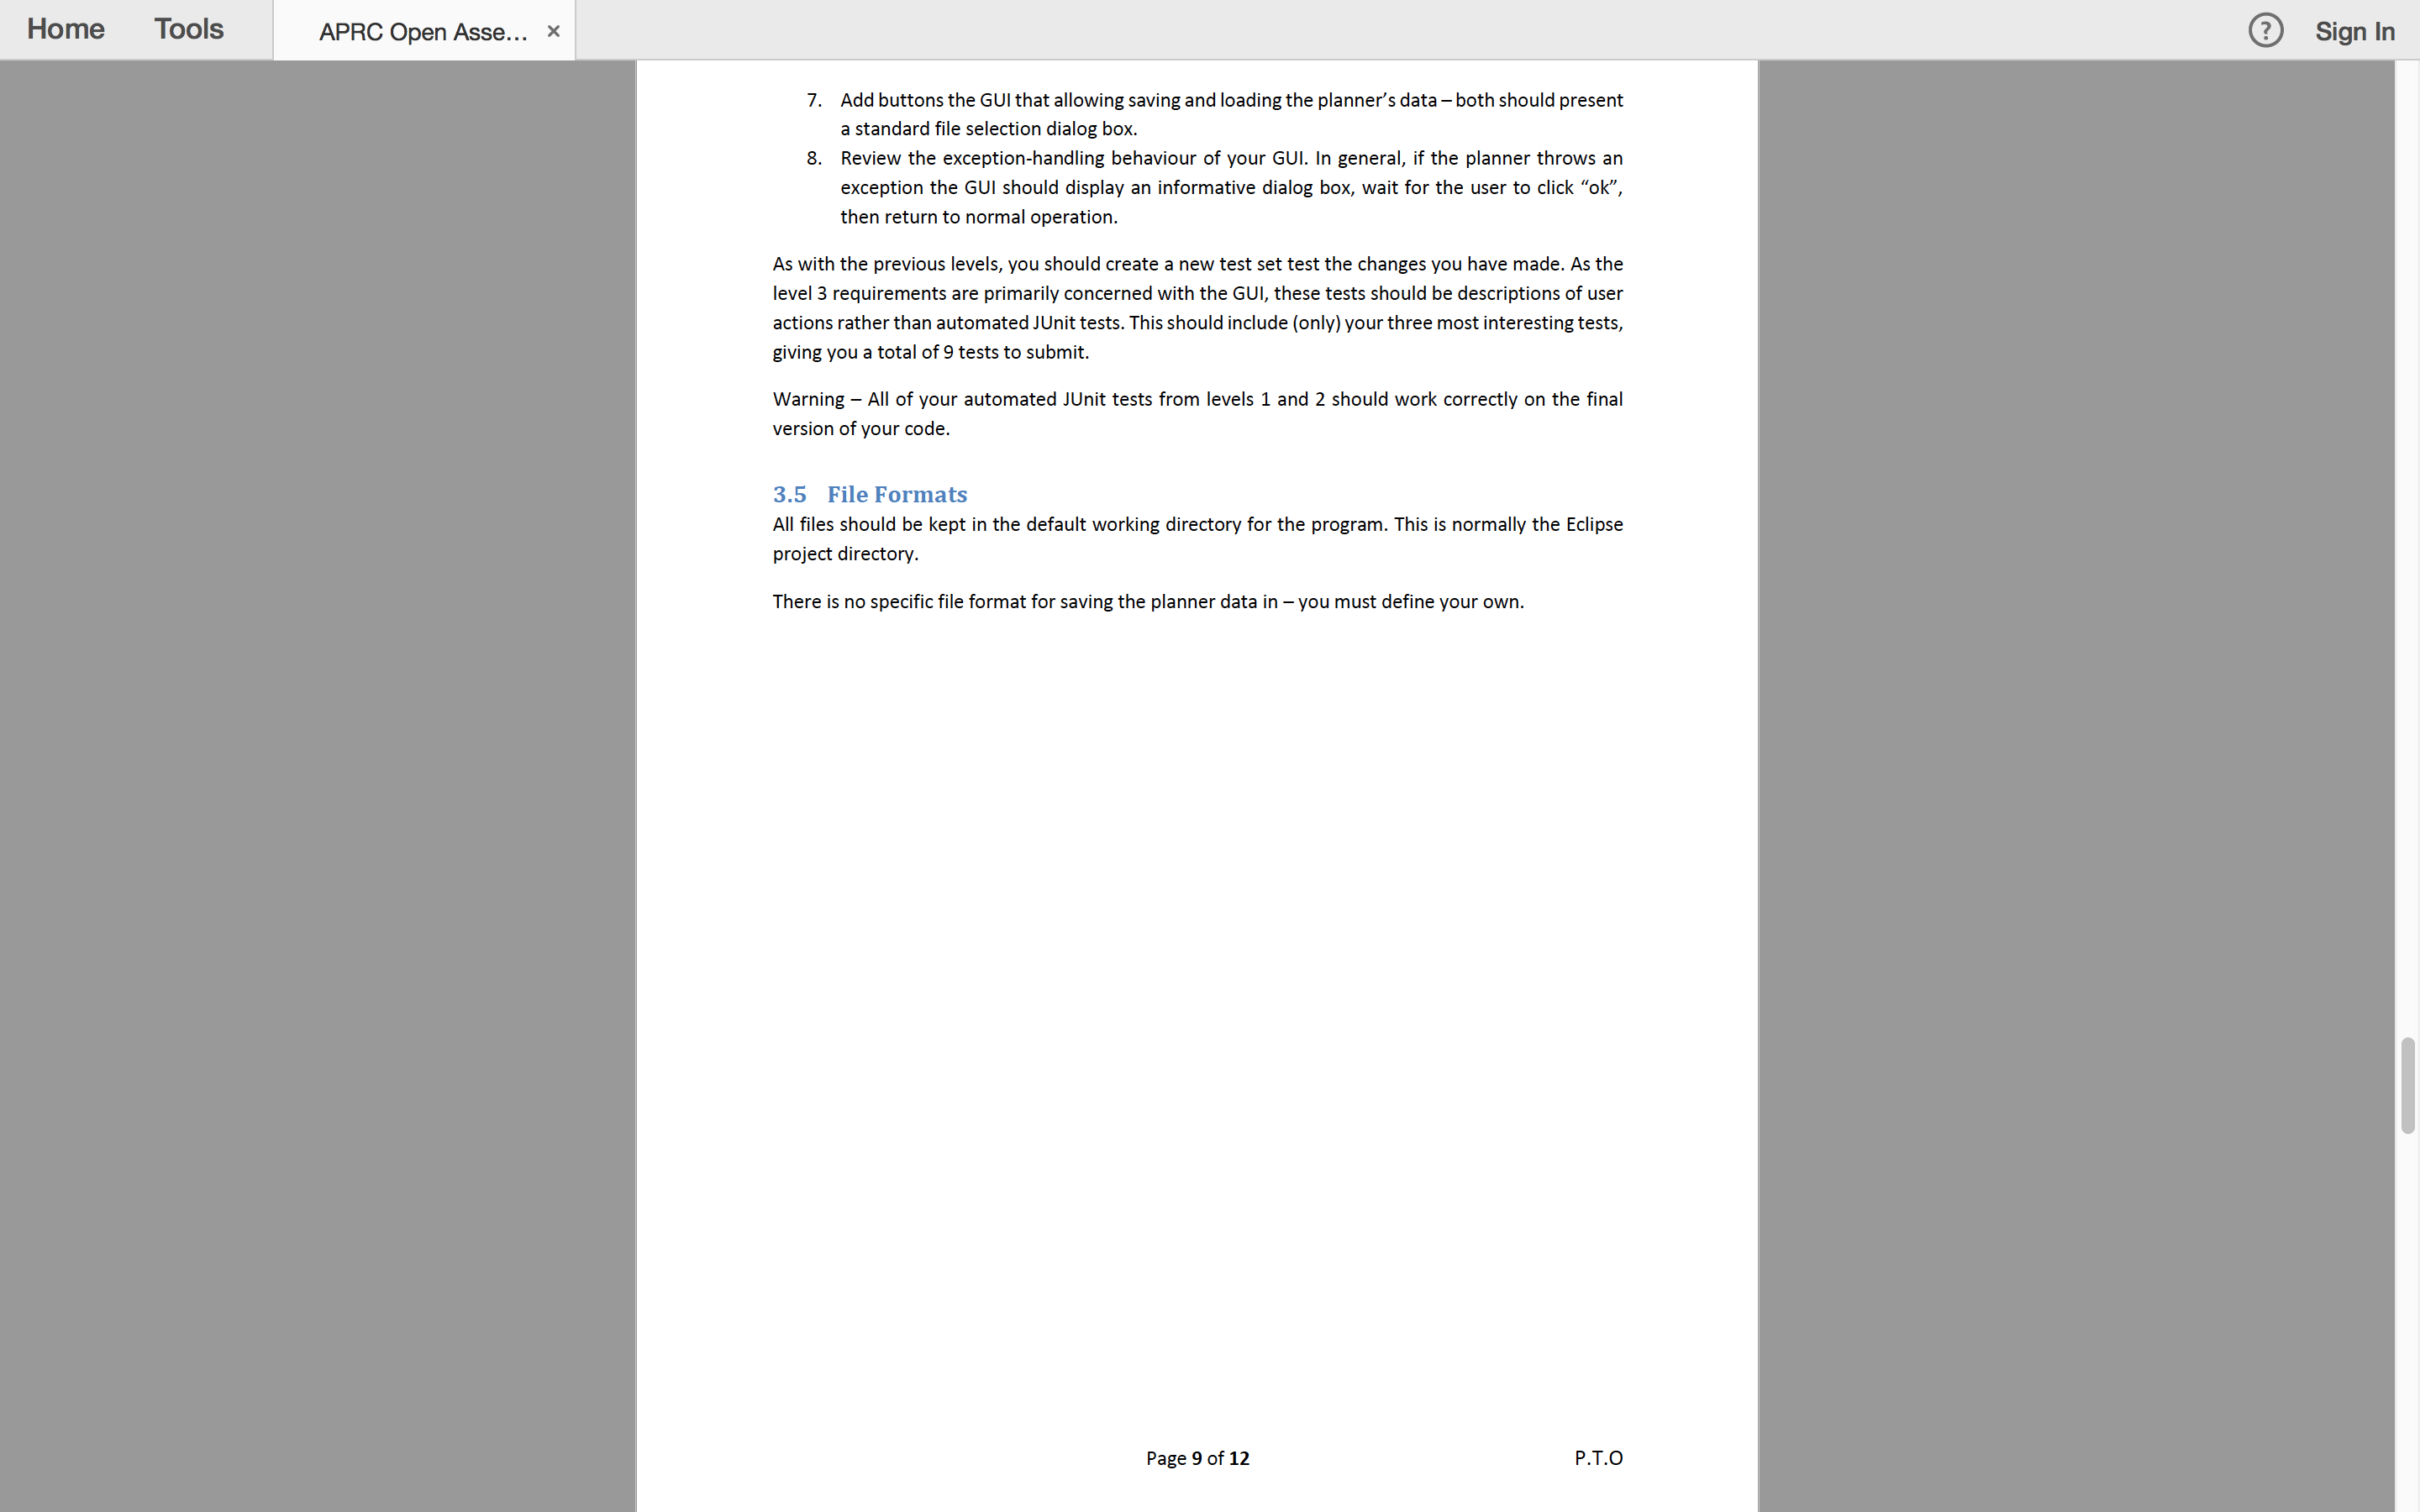 Home Tools APRC Open Asse... × ? Sign In
7. Add buttons the GUI that allowing saving and loading the planner’s data – both should present
a standard file selection dialog box.
8. Review the exception-handling behaviour of your GUI. In general, if the planner throws an
exception the GUI should display an informative dialog box, wait for the user to click “ok”,
then return to normal operation.
As with the previous levels, you should create a new test set test the changes you have made. As the
level 3 requirements are primarily concerned with the GUI, these tests should be descriptions of user
actions rather than automated JUnit tests. This should include (only) your three most interesting tests,
giving you a total of 9 tests to submit.
Warning – All of your automated JUnit tests from levels 1 and 2 should work correctly on the final
version of your code.
3.5 File Formats
All files should be kept in the default working directory for the program. This is normally the Eclipse
project directory.
There is no specific file format for saving the planner data in – you must define your own.
Page 9 of 12 P.T.O